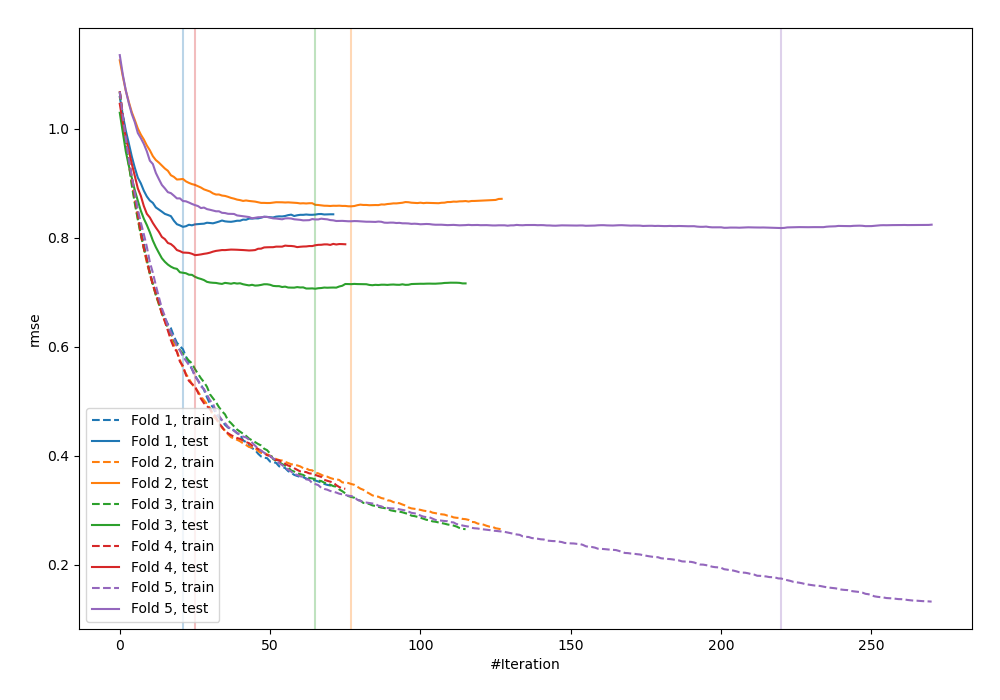 1.0
0.8
0.6
0.4
0.2
rmse
Fold 1, train
Fold 1, test
Fold 2, train
Fold 2, test
Fold 3, train
Fold 3, test
Fold 4, train
Fold 4, test
Fold 5, train
Fold 5, test
0 50 100 150 200 250
#Iteration